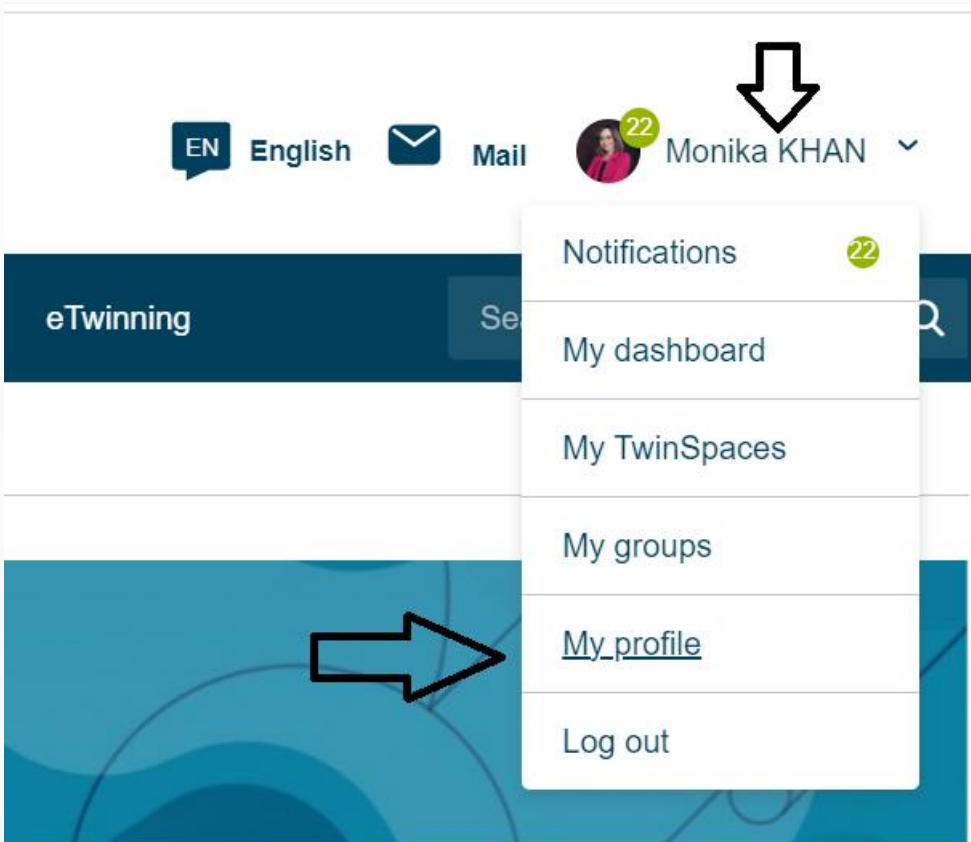 EN English Mail 22 Monika KHAN
Notifications 22
eTwinning Sea
My dashboard
My TwinSpaces
My groups
My profile
Log out